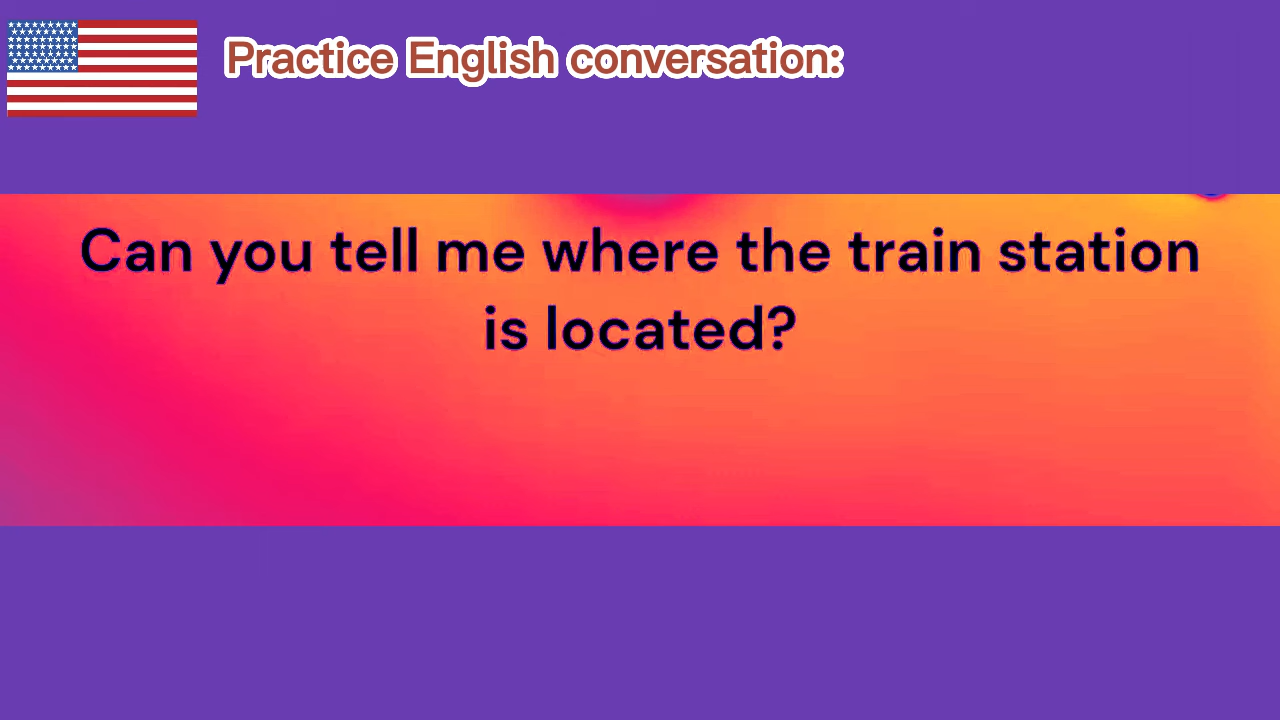 Practice English conversation:
Can you tell me where the train station
is located?